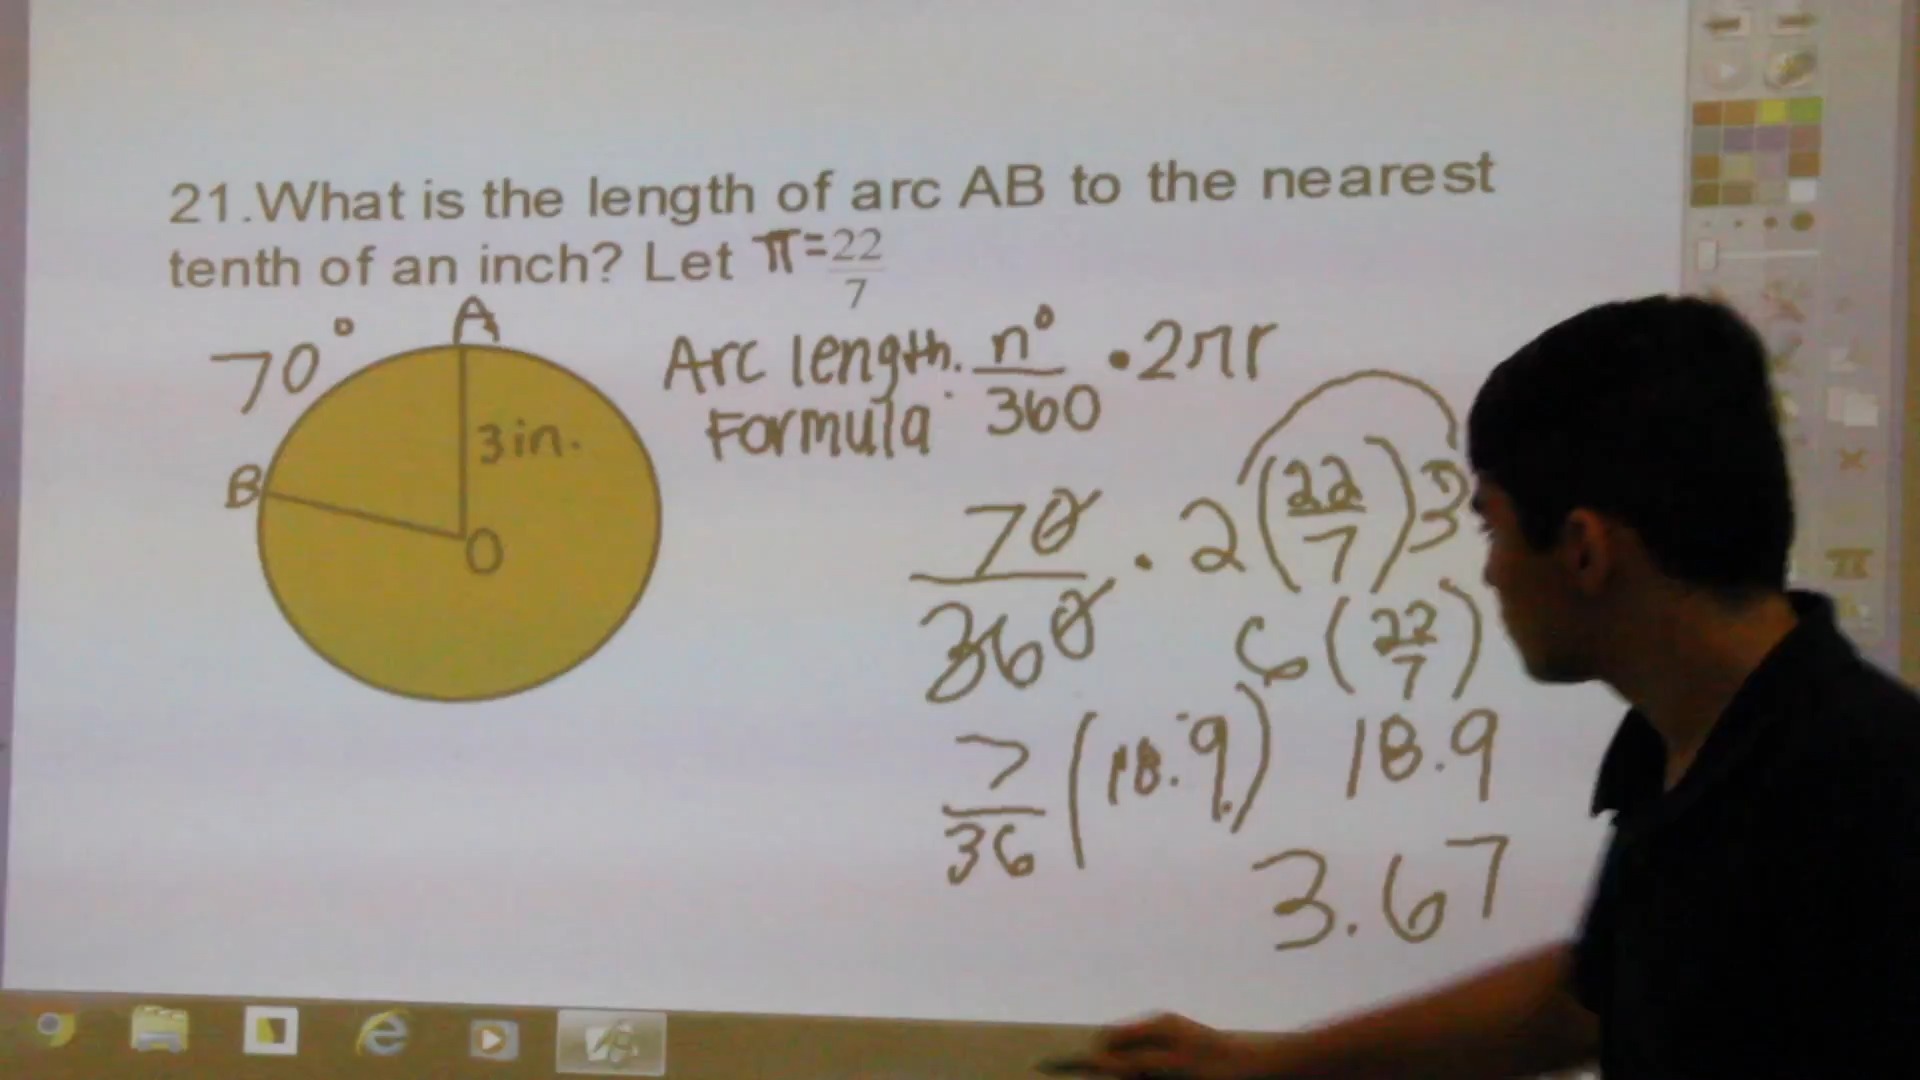 21.What is the length of arc AB to the nearest
tenth of an inch? Let π=22/7
A
70°
3in.
B
O
Arc length. n°/360 • 2πr
Formula
70/360 · 2(22/7)3
6(22/7)
7/36(18.9)
18.9
3.67